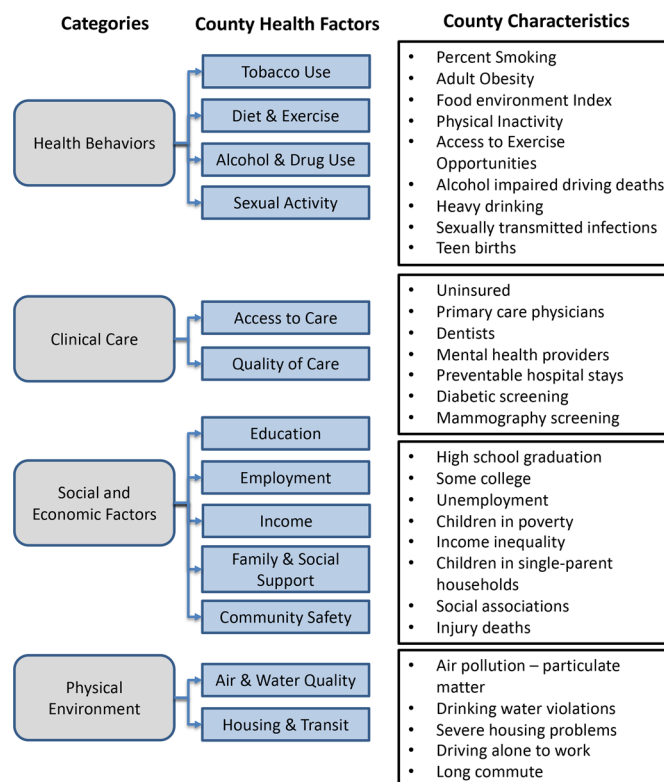 Categories
County Health Factors
County Characteristics
Health Behaviors
Tobacco Use
Diet & Exercise
Alcohol & Drug Use
Sexual Activity
• Percent Smoking
• Adult Obesity
• Food environment Index
• Physical Inactivity
• Access to Exercise
Opportunities
• Alcohol impaired driving deaths
• Heavy drinking
• Sexually transmitted infections
• Teen births
Clinical Care
Access to Care
Quality of Care
• Uninsured
• Primary care physicians
• Dentists
• Mental health providers
• Preventable hospital stays
• Diabetic screening
• Mammography screening
Social and
Economic Factors
Education
Employment
Income
Family & Social
Support
Community Safety
• High school graduation
• Some college
• Unemployment
• Children in poverty
• Income inequality
• Children in single-parent
households
• Social associations
• Injury deaths
Physical
Environment
Air & Water Quality
Housing & Transit
• Air pollution – particulate
matter
• Drinking water violations
• Severe housing problems
• Driving alone to work
• Long commute